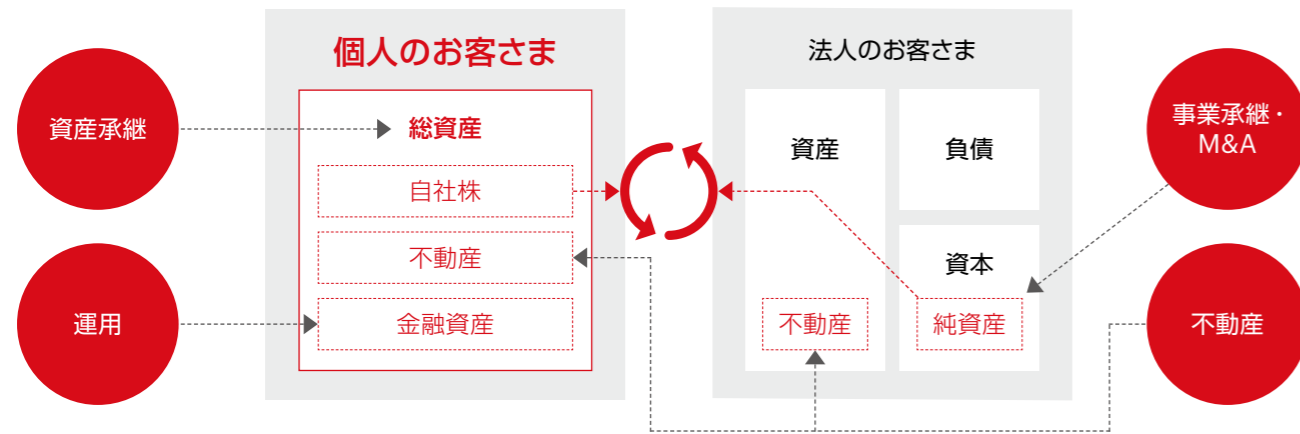 資産承継
運用
個人のお客さま
総資産
自社株
不動産
金融資産
法人のお客さま
資産
不動産
負債
資本
純資産
事業承継・
M&A
不動産